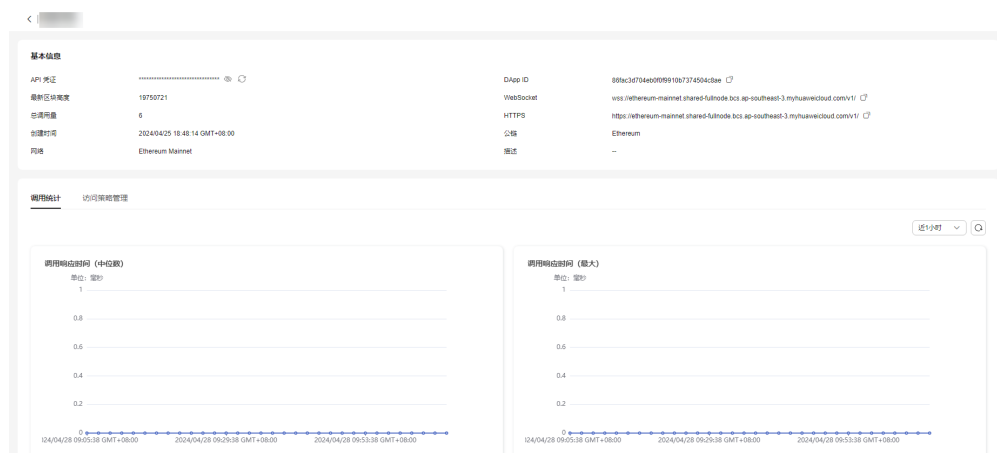 基本信息
API 凭证 ******************************** DApp ID 86fac3d704eb0f0f9910b7374504c8ae
最新区块高度 19750721 WebSocket wss://ethereum-mainnet.shared-fullnode.bcs.ap-southeast-3.myhuaweicloud.com/v1/
总调用量 6 HTTPS https://ethereum-mainnet.shared-fullnode.bcs.ap-southeast-3.myhuaweicloud.com/v1/
创建时间 2024/04/25 18:48:14 GMT+08:00 公链 Ethereum
网络 Ethereum Mainnet 描述 --
调用统计 访问策略管理
近1小时
调用响应时间（中位数） 调用响应时间（最大）
单位：毫秒 单位：毫秒
1 1
0.8 0.8
0.6 0.6
0.4 0.4
0.2 0.2
0 0
024/04/28 09:05:38 GMT+08:00 2024/04/28 09:29:38 GMT+08:00 2024/04/28 09:53:38 GMT+08:00 024/04/28 09:05:38 GMT+08:00 2024/04/28 09:29:38 GMT+08:00 2024/04/28 09:53:38 GMT+08:00